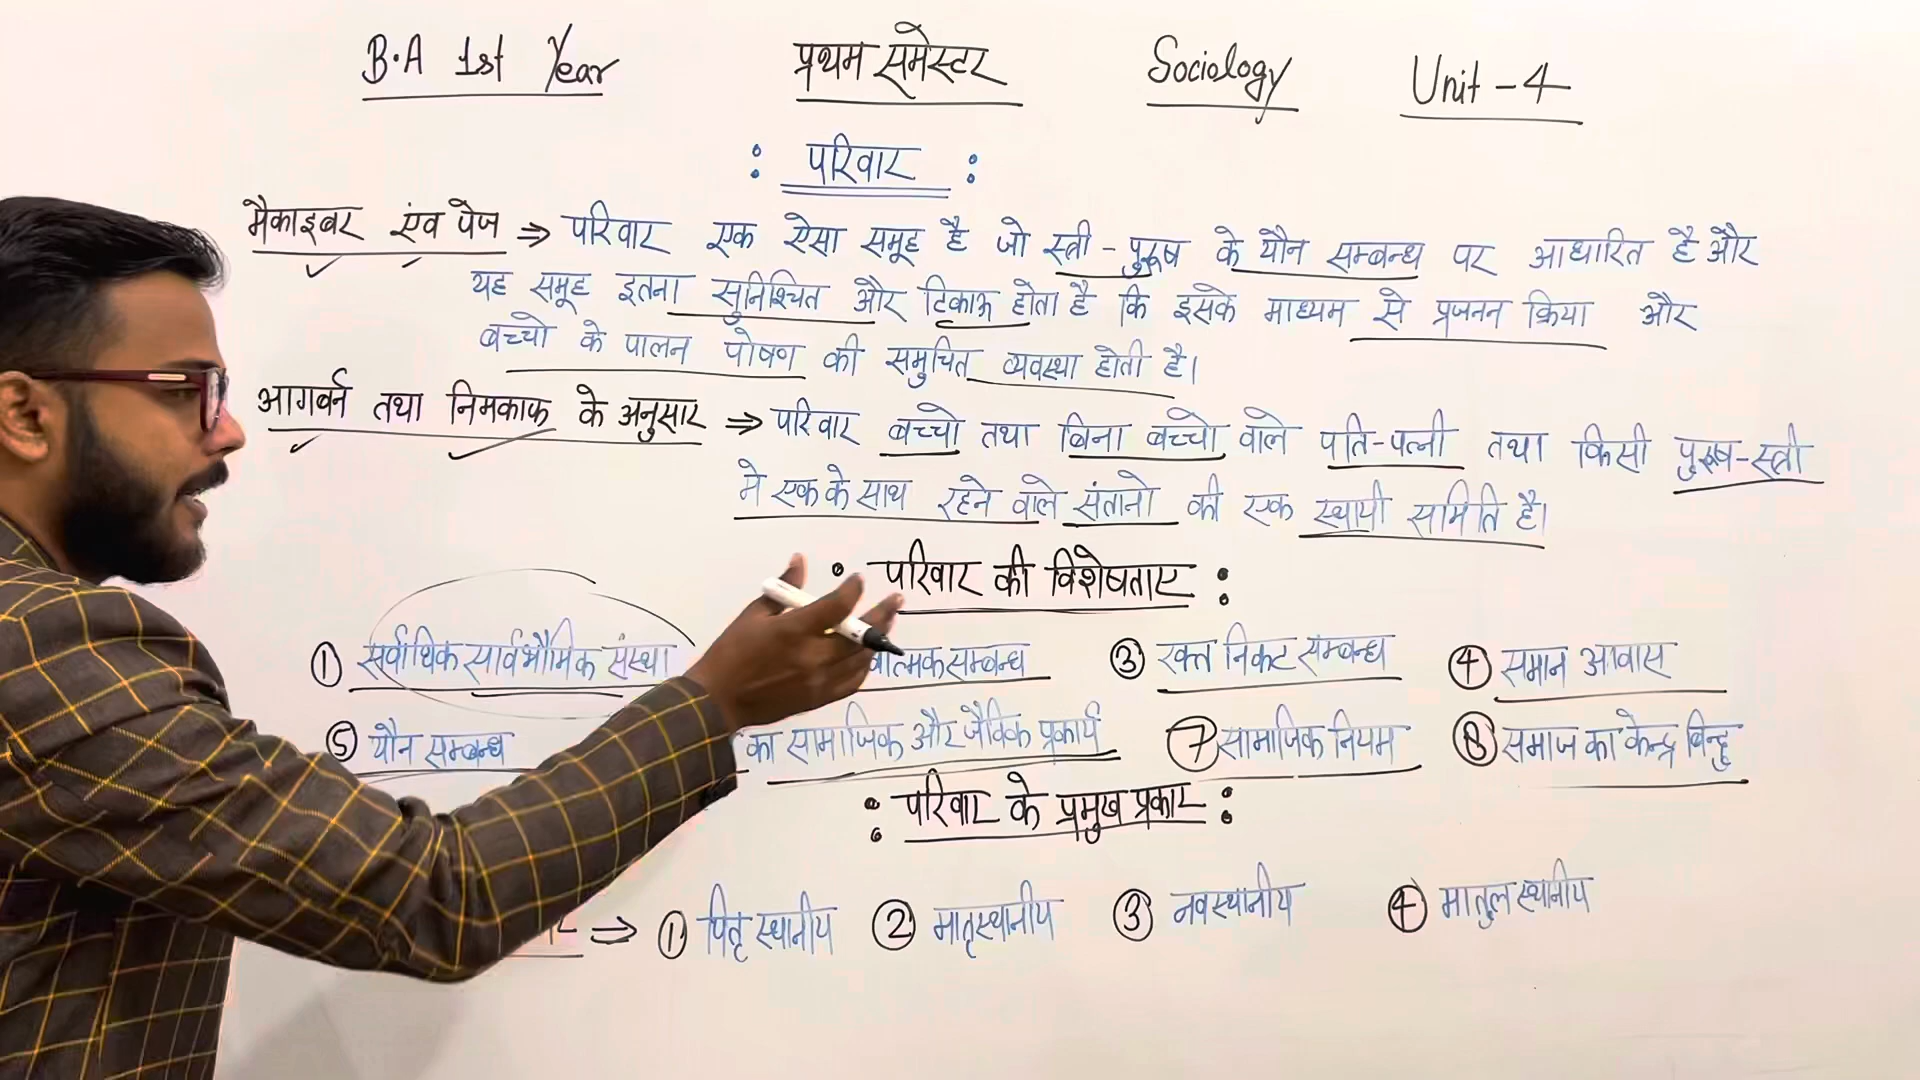 B.A 1st Year प्रथम समेस्टर Sociology Unit - 4
: परिवार :
मैकाइबर एंव पेज ⇒ परिवार एक ऐसा समूह है जो स्त्री - पुरूष के यौन सम्बन्ध पर आधारित है और
यह समूह इतना सुनिश्चित और टिकाऊ होता है कि इसके माध्यम से प्रजनन क्रिया और
बच्चो के पालन पोषण की समुचित व्यवस्था होती है।
आगबर्न तथा निमकाफ के अनुसार ⇒ परिवार बच्चो तथा बिना बच्चो वाले पति-पत्नी तथा किसी पुरूष-स्त्री
मे एक के साथ रहने वाले संतानो की एक स्थायी समिति है।
: परिवार की विशेषताए :
① सर्वाधिक सार्वभौमिक संस्था वात्मक सम्बन्ध ③ रक्त निकट सम्बन्ध ④ समान आवास
⑤ यौन सम्बन्ध का सामाजिक और जैविक प्रकार्य ⑦ सामाजिक नियम ⑧ समाज का केन्द्र बिन्दु
: परिवार के प्रमुख प्रकार :
⇒ ① पितृ स्थानीय ② मातृस्थानीय ③ नवस्थानीय ④ मातुल स्थानीय